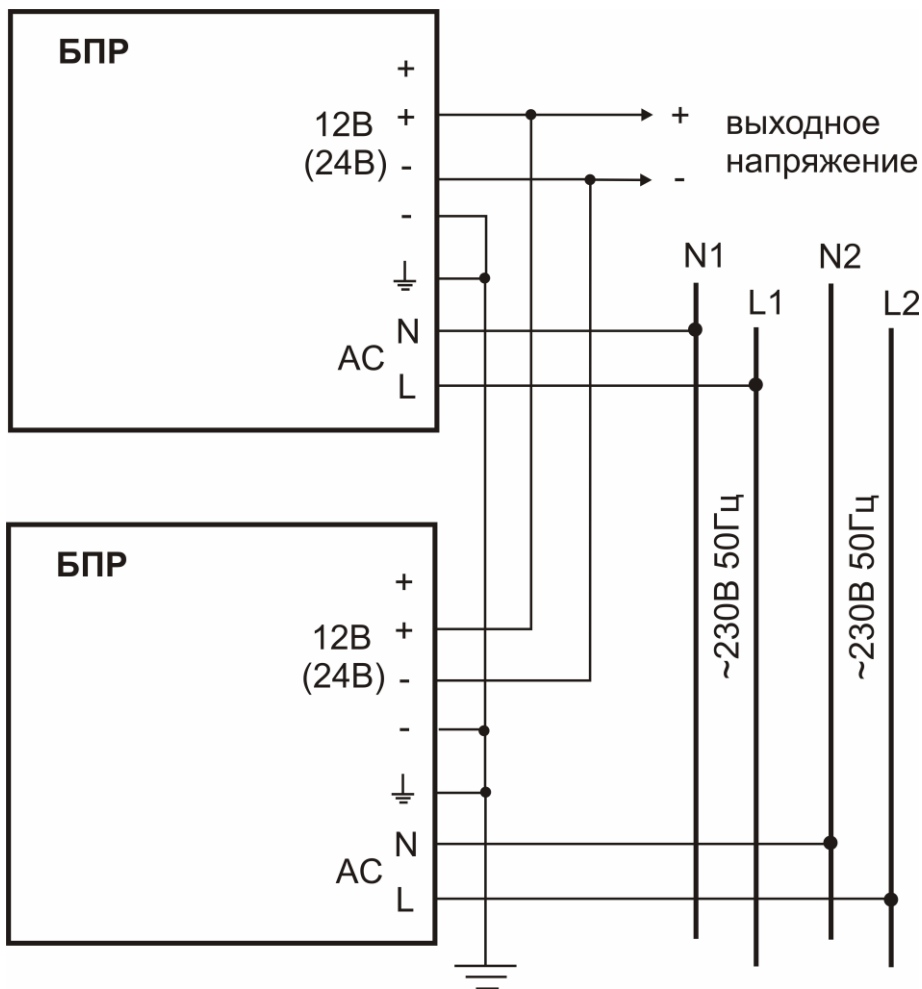 БПР
+
12В
+
(24В)
-
-
N
AC
L
+
-
выходное
напряжение
N1
L1
N2
L2
~230В 50Гц
~230В 50Гц
БПР
+
12В
+
(24В)
-
-
N
AC
L